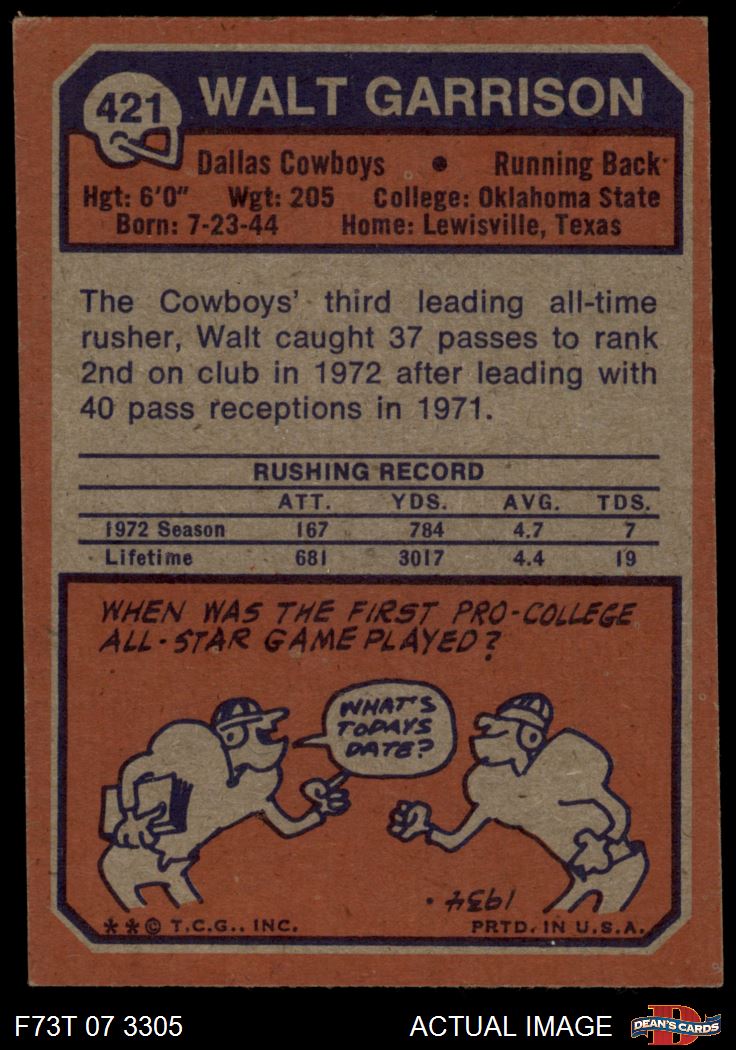 421 WALT GARRISON
Dallas Cowboys • Running Back
Hgt: 6'0" Wgt: 205 College: Oklahoma State
Born: 7-23-44 Home: Lewisville, Texas
The Cowboys' third leading all-time
rusher, Walt caught 37 passes to rank
2nd on club in 1972 after leading with
40 pass receptions in 1971.
RUSHING RECORD
ATT. YDS. AVG. TDS.
1972 Season 167 784 4.7 7
Lifetime 681 3017 4.4 19
WHEN WAS THE FIRST PRO-COLLEGE
ALL-STAR GAME PLAYED?
WHAT'S
TODAYS
DATE?
1934.
**© T.C.G., INC. PRTD. IN U.S.A.
F73T 07 3305 ACTUAL IMAGE DEAN'S CARDS